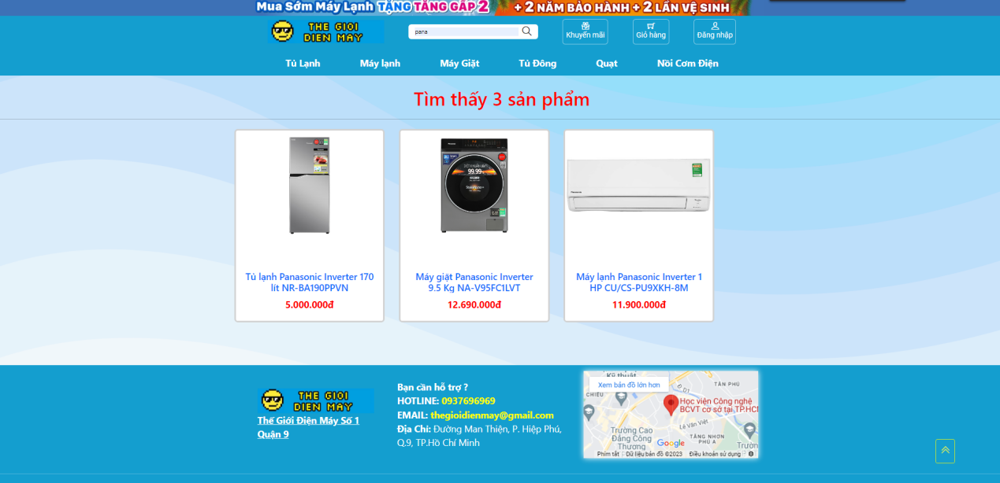 Mua Sớm Máy Lạnh TẶNG TĂNG GẤP 2 + 2 NĂM BẢO HÀNH + 2 LẦN VỆ SINH
THE GIOI
DIEN MAY
pana
Khuyến mãi
Giỏ hàng
Đăng nhập
Tủ Lạnh
Máy lạnh
Máy Giặt
Tủ Đông
Quạt
Nồi Cơm Điện
Tìm thấy 3 sản phẩm
99.99%
Panasonic
Tủ lạnh Panasonic Inverter 170
lít NR-BA190PPVN
5.000.000đ
Máy giặt Panasonic Inverter
9.5 Kg NA-V95FC1LVT
12.690.000đ
Máy lạnh Panasonic Inverter 1
HP CU/CS-PU9XKH-8M
11.900.000đ
THE GIOI
DIEN MAY
Thế Giới Điện Máy Số 1
Quận 9
Bạn cần hỗ trợ ?
HOTLINE: 0937696969
EMAIL: thegioidienmay@gmail.com
Địa Chỉ: Đường Man Thiện, P. Hiệp Phú,
Q.9, TP.Hồ Chí Minh
Kỹ thuật
Xem bản đồ lớn hơn
CHIÊU
Đ. D1
TÂN PHÚ
Học viện Công nghệ
BCVT cơ sở tại TP.HCM
Lê Văn Việt
Trường Cao
Đẳng Công
Thương
TĂNG NHƠN
PHÚ A
Trườn
Google
Phím tắt
Dữ liệu bản đồ ©2023
Điều khoản sử dụng